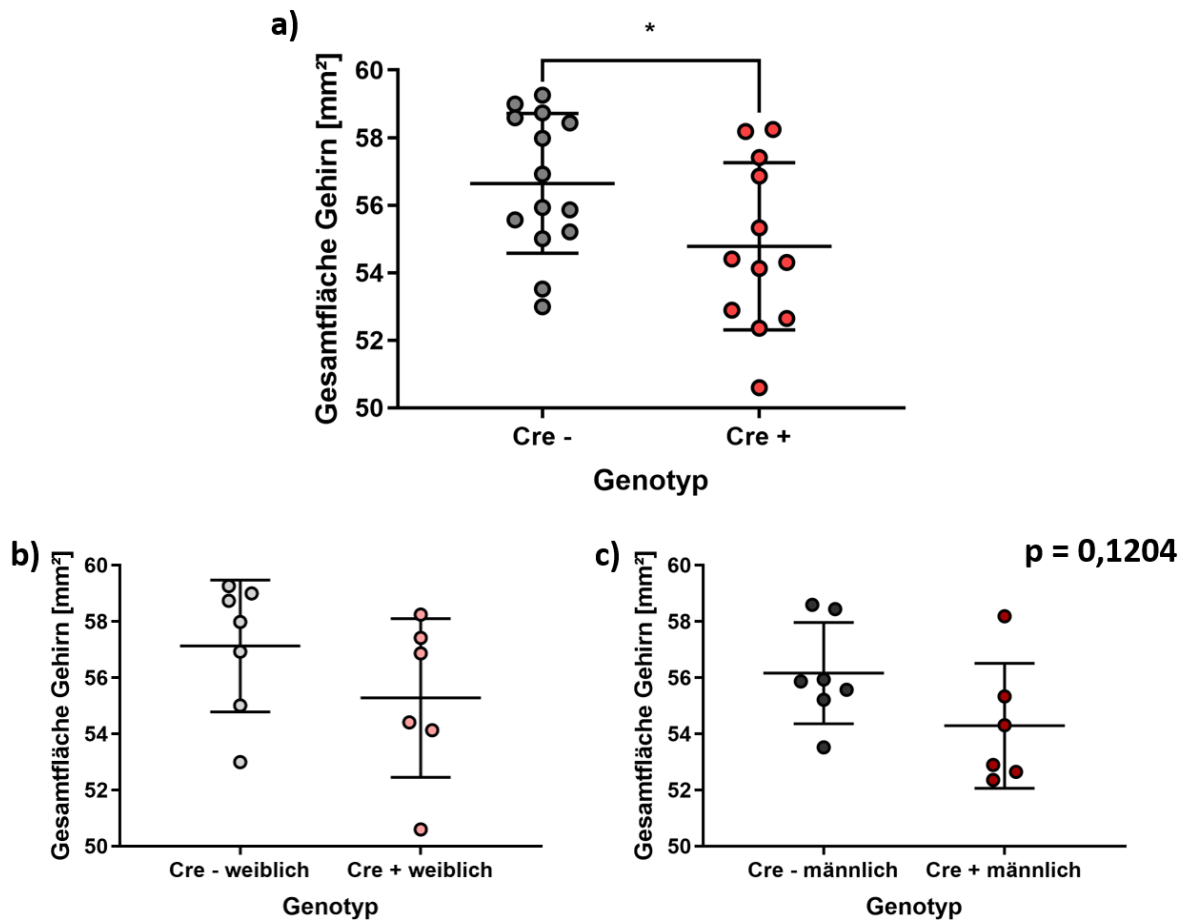 a)
*
Gesamtfläche Gehirn [mm²]
60
58
56
54
52
50
Cre -
Cre +
Genotyp
b)
Gesamtfläche Gehirn [mm²]
60
58
56
54
52
50
Cre - weiblich
Cre + weiblich
Genotyp
c)
p = 0,1204
Gesamtfläche Gehirn [mm²]
60
58
56
54
52
50
Cre - männlich
Cre + männlich
Genotyp